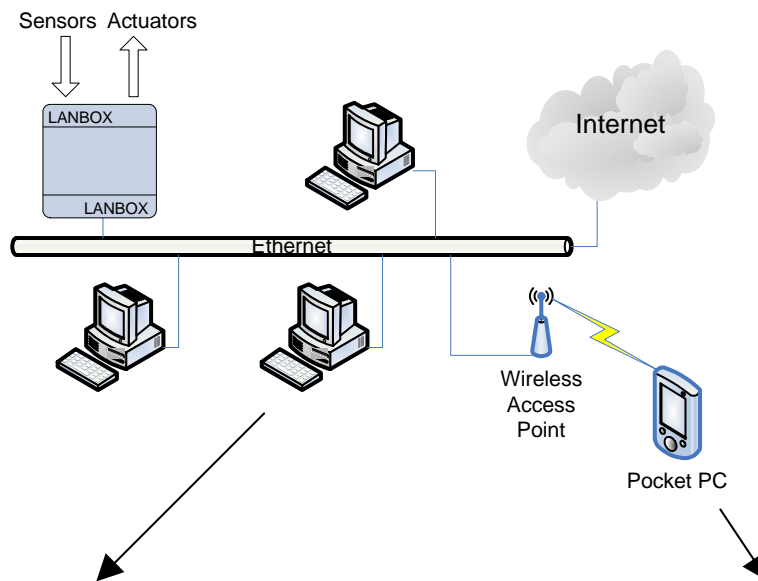 Sensors Actuators
LANBOX
LANBOX
Internet
Ethernet
Wireless
Access
Point
Pocket PC